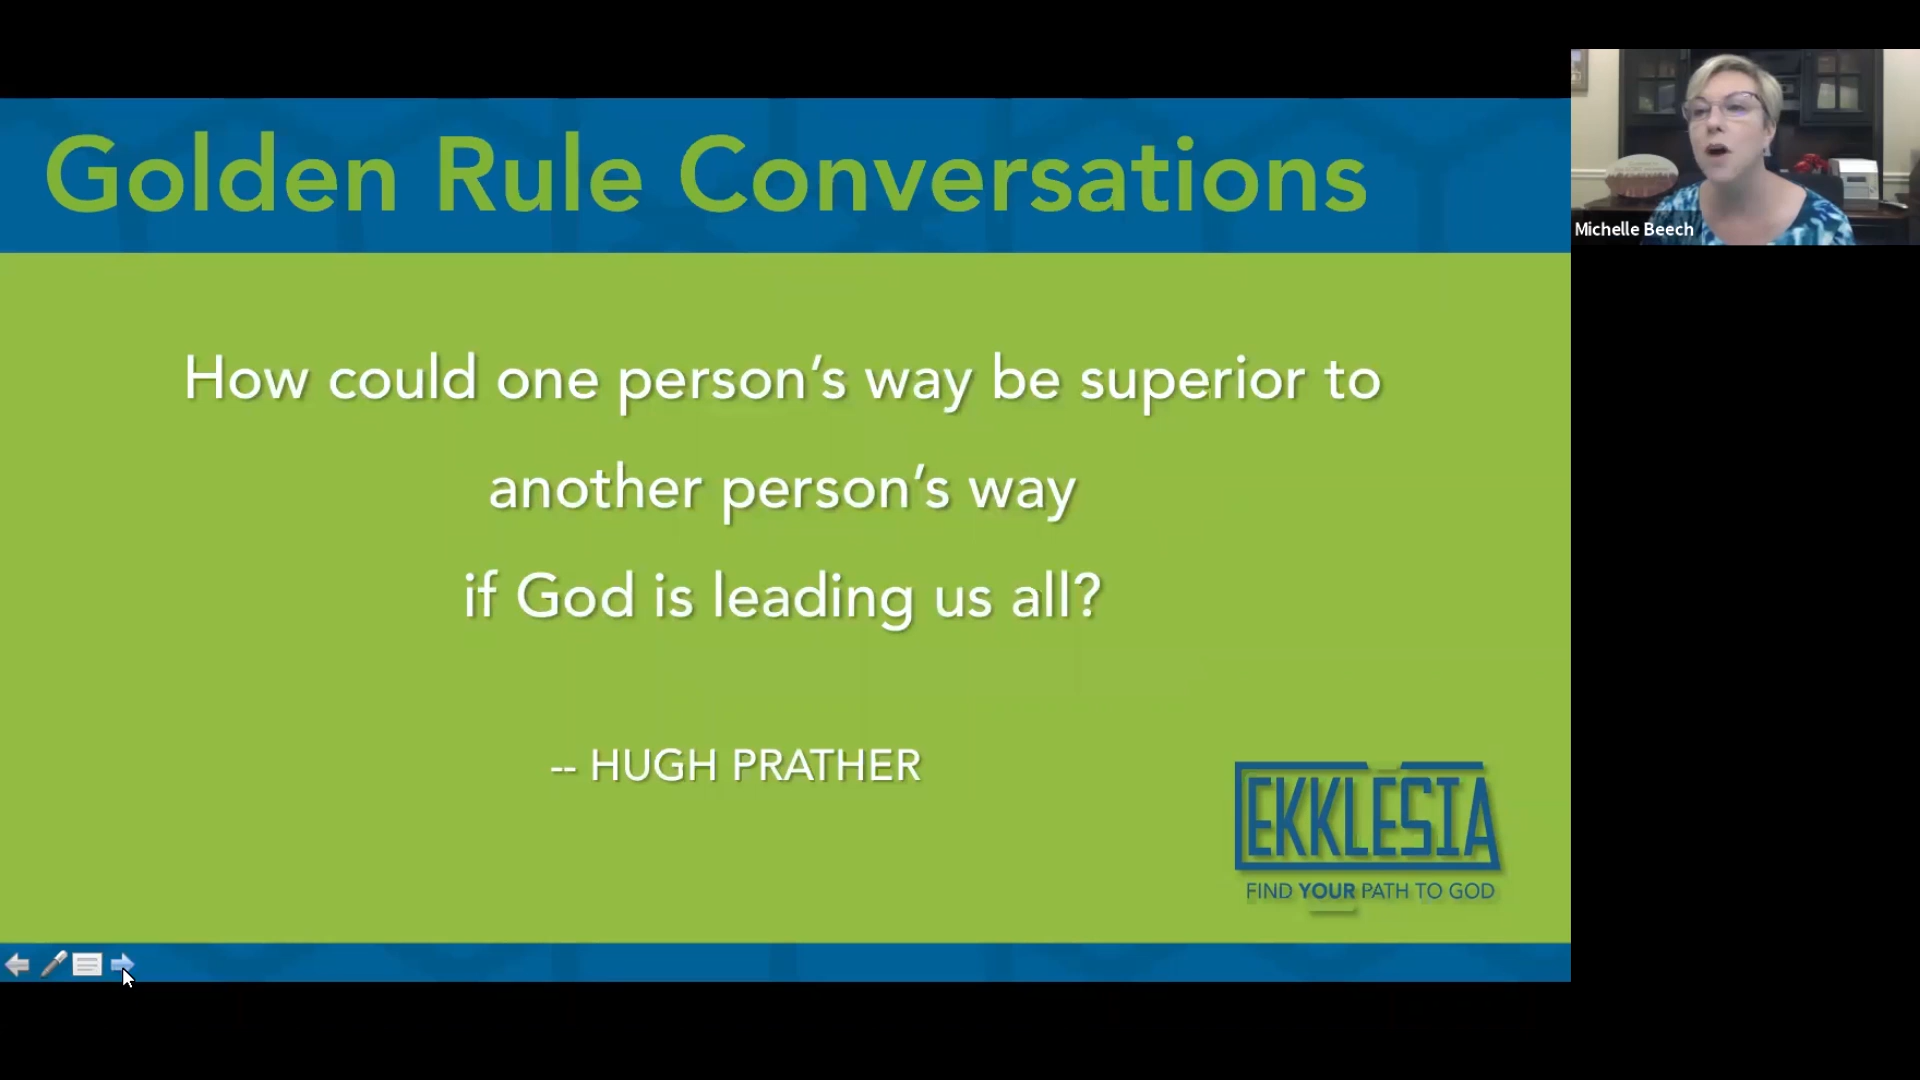 Golden Rule Conversations
How could one person's way be superior to
another person's way
if God is leading us all?
-- HUGH PRATHER
EKKLESIA
FIND YOUR PATH TO GOD
Michelle Beech